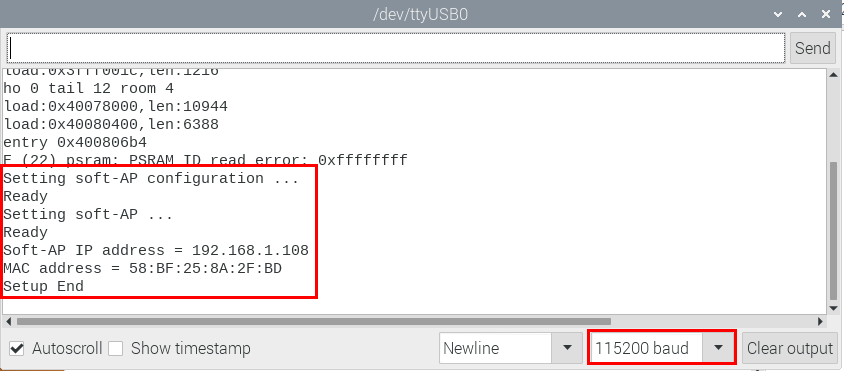 /dev/ttyUSB0
Send
load:0x3fff001c,len:1216
ho 0 tail 12 room 4
load:0x40078000,len:10944
load:0x40080400,len:6388
entry 0x400806b4
E (22) psram: PSRAM ID read error: 0xffffffff
Setting soft-AP configuration ...
Ready
Setting soft-AP ...
Ready
Soft-AP IP address = 192.168.1.108
MAC address = 58:BF:25:8A:2F:BD
Setup End
Autoscroll Show timestamp Newline 115200 baud Clear output